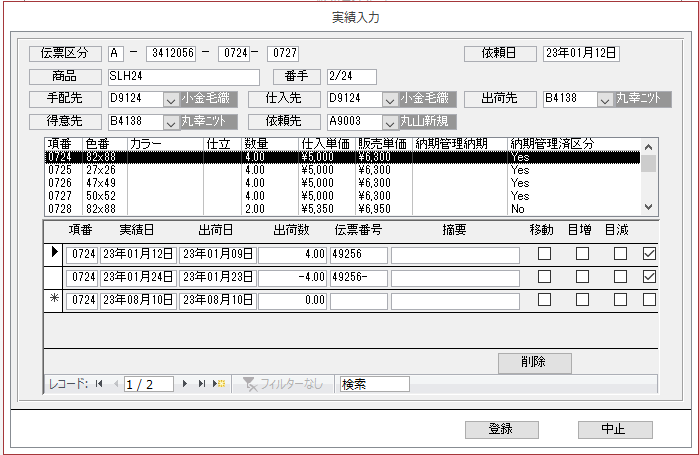 実績入力
伝票区分 A － 3412056 － 0724－ 0727 依頼日 23年01月12日
商品 SLH24 番手 2/24
手配先 D9124 小金毛織 仕入先 D9124 小金毛織 出荷先 B4138 丸幸ﾆﾂﾄ
得意先 B4138 丸幸ﾆﾂﾄ 依頼先 A9003 丸山新規
項番 色番 カラー 仕立 数量 仕入単価 販売単価 納期管理納期 納期管理済区分
0724 82x88 4.00 ¥5,000 ¥6,300 Yes
0725 27x26 4.00 ¥5,000 ¥6,300 Yes
0726 47x49 4.00 ¥5,000 ¥6,300 Yes
0727 50x52 4.00 ¥5,000 ¥6,300 Yes
0728 82x88 2.00 ¥5,350 ¥6,950 No
項番 実績日 出荷日 出荷数 伝票番号 摘要 移動 目増 目減
0724 23年01月12日 23年01月09日 4.00 49256
0724 23年01月24日 23年01月23日 -4.00 49256-
* 0724 23年08月10日 23年08月10日 0.00
削除
レコード: 1 / 2 フィルターなし 検索
登録 中止